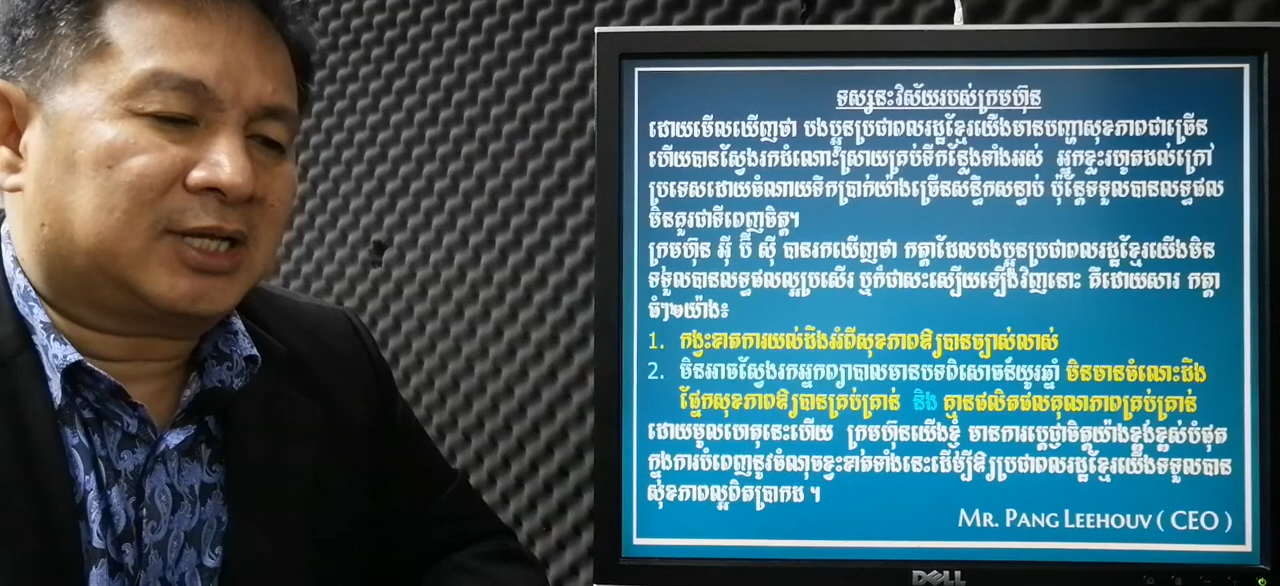 ទស្សនះវិស័យរបស់ក្រុមហ៊ុន
ដោយមើលឃើញថា បងប្អូនប្រជាពលរដ្ឋខ្មែរយើងមានបញ្ហាសុខភាពជាច្រើន
ហើយបានស្វែងរកដំណោះស្រាយគ្រប់ទីកន្លែងទាំងអស់ អ្នកខ្លះរហូតដល់ក្រៅ
ប្រទេសដោយចំណាយទឹកប្រាក់យ៉ាងច្រើនសន្ធឹកសន្ធាប់ ប៉ុន្តែទទួលបានលទ្ធផល
មិនគួរជាទីពេញចិត្ត។
ក្រុមហ៊ុន អ៊ី ប៊ី ស៊ី បានរកឃើញថា កត្តាដែលបងប្អូនប្រជាពលរដ្ឋខ្មែរយើងមិន
ទទួលបានលទ្ធផលល្អប្រសើរ ឬក៏ជាសះស្បើយឡើងវិញនោះ គឺដោយសារ កត្តា
ធំៗ២យ៉ាង៖
1. កង្វះខាតការយល់ដឹងអំពីសុខភាពឱ្យបានច្បាស់លាស់
2. មិនអាចស្វែងរកអ្នកព្យាបាលមានបទពិសោធន៍យូរឆ្នាំ មិនមានចំណេះដឹង
ផ្នែកសុខភាពឱ្យបានគ្រប់គ្រាន់ និង គ្មានផលិតផលគុណភាពគ្រប់គ្រាន់
ដោយមូលហេតុនេះហើយ ក្រុមហ៊ុនយើងខ្ញុំ មានការប្តេជ្ញាចិត្តយ៉ាងខ្ពង់ខ្ពស់បំផុត
ក្នុងការបំពេញនូវចំណុចខ្វះខាតទាំងនេះដើម្បីឱ្យប្រជាពលរដ្ឋខ្មែរយើងទទួលបាន
សុខភាពល្អពិតប្រាកដ ។
MR. PANG LEEHOUV ( CEO )
DELL